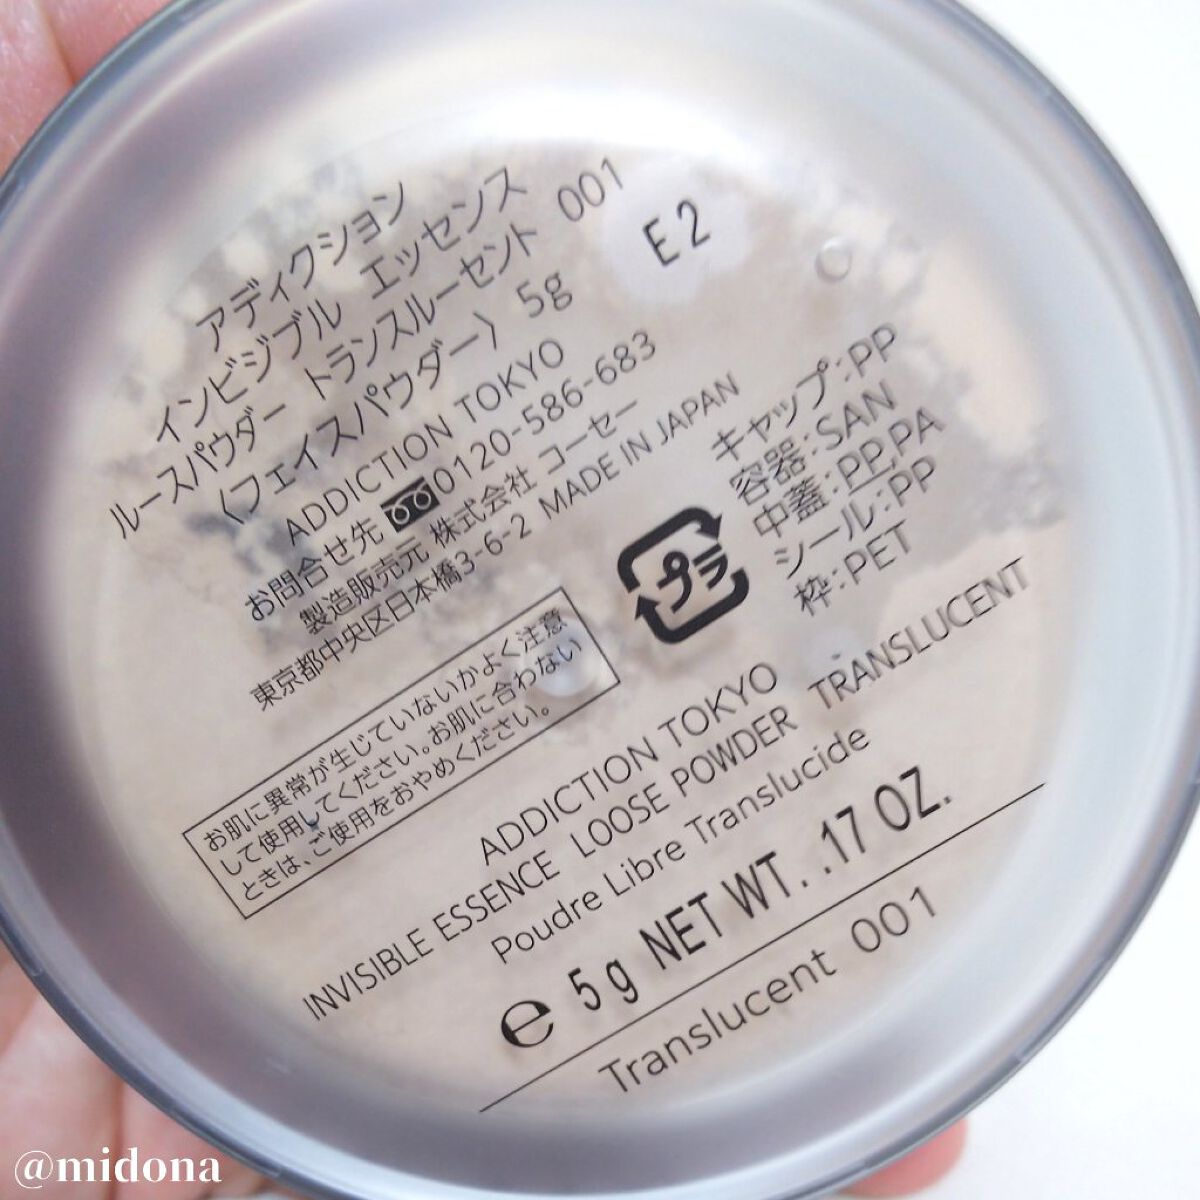 アディクション
インビジブル エッセンス
ルースパウダー トランスルーセント 001
〈フェイスパウダー〉 5g
E2
ADDICTION TOKYO
お問合せ先 0120-586-683
製造販売元 株式会社 コーセー
東京都中央区日本橋3-6-2 MADE IN JAPAN
プラ
キャップ:PP
容器:SAN
中蓋:PP,PA
シール:PP
枠:PET
お肌に異常が生じていないかよく注意
して使用してください。お肌に合わない
ときは、ご使用をおやめください。
ADDICTION TOKYO
INVISIBLE ESSENCE LOOSE POWDER TRANSLUCENT
Poudre Libre Translucide
℮ 5g NET WT. .17 OZ.
Translucent 001
@midona